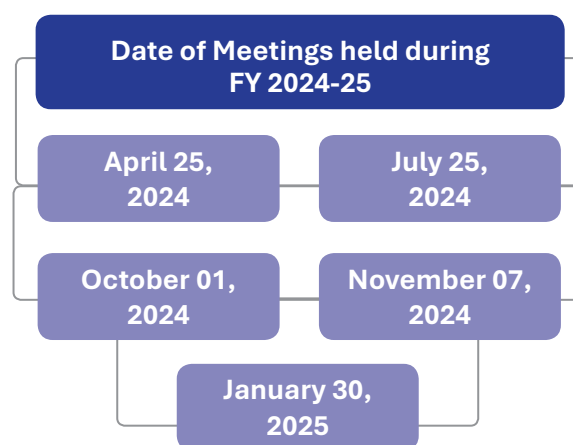 Date of Meetings held during
FY 2024-25
April 25,
2024
July 25,
2024
October 01,
2024
November 07,
2024
January 30,
2025